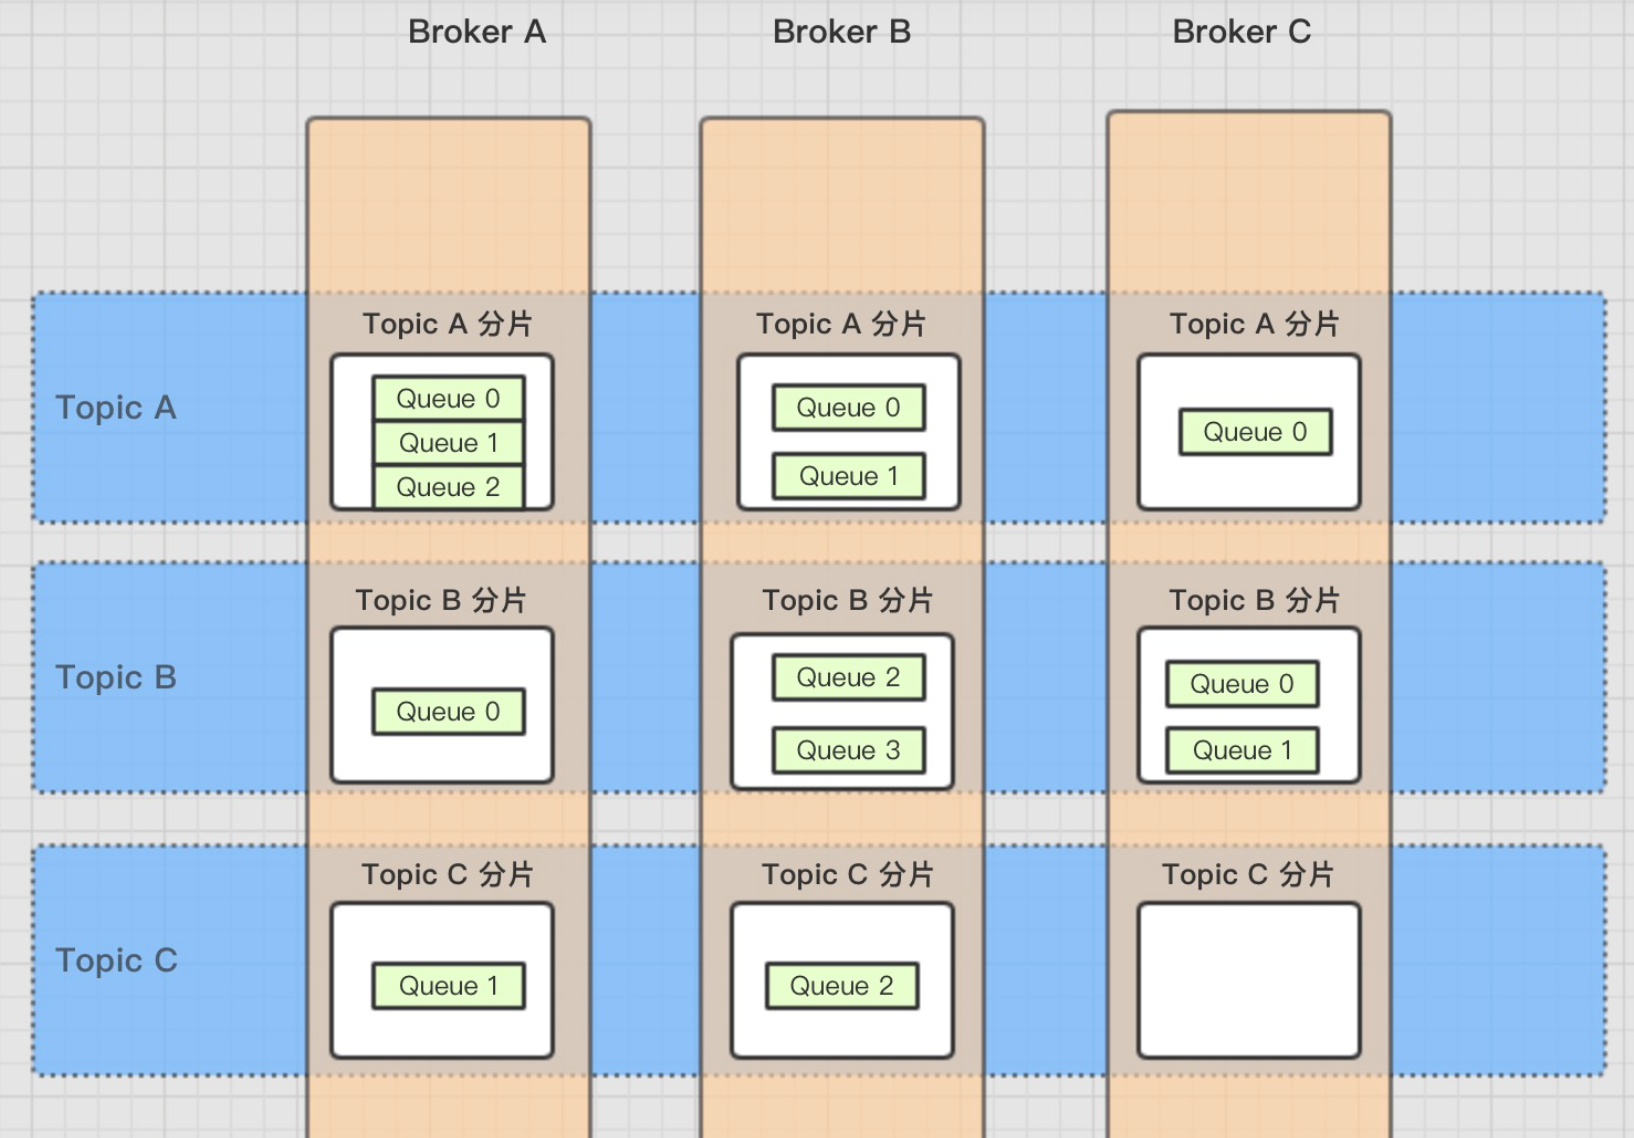 Broker A
Broker B
Broker C
Topic A
Topic A 分片
Queue 0
Queue 1
Queue 2
Topic A 分片
Queue 0
Queue 1
Topic A 分片
Queue 0
Topic B
Topic B 分片
Queue 0
Topic B 分片
Queue 2
Queue 3
Topic B 分片
Queue 0
Queue 1
Topic C
Topic C 分片
Queue 1
Topic C 分片
Queue 2
Topic C 分片